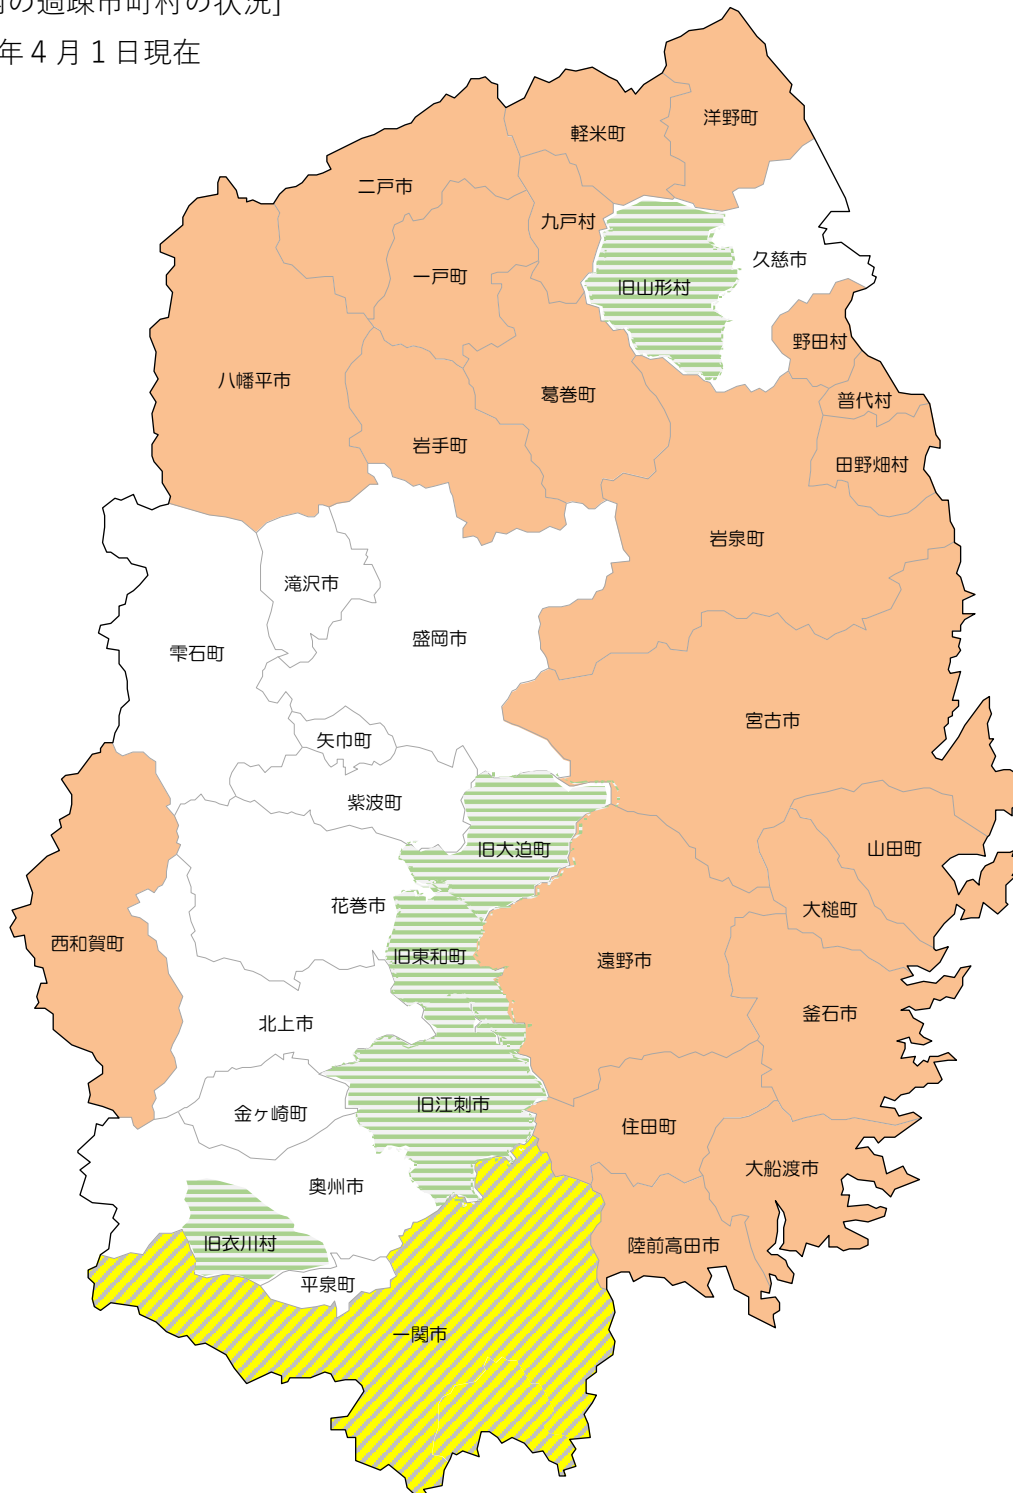 の過疎市町村の状況］
年４月１日現在
洋野町
軽米町
二戸市
九戸村
久慈市
一戸町
旧山形村
野田村
八幡平市
葛巻町
普代村
岩手町
田野畑村
岩泉町
滝沢市
盛岡市
雫石町
宮古市
矢巾町
紫波町
旧大迫町
山田町
花巻市
大槌町
西和賀町
旧東和町
遠野市
釜石市
北上市
旧江刺市
金ヶ崎町
住田町
大船渡市
奥州市
旧衣川村
陸前高田市
平泉町
一関市